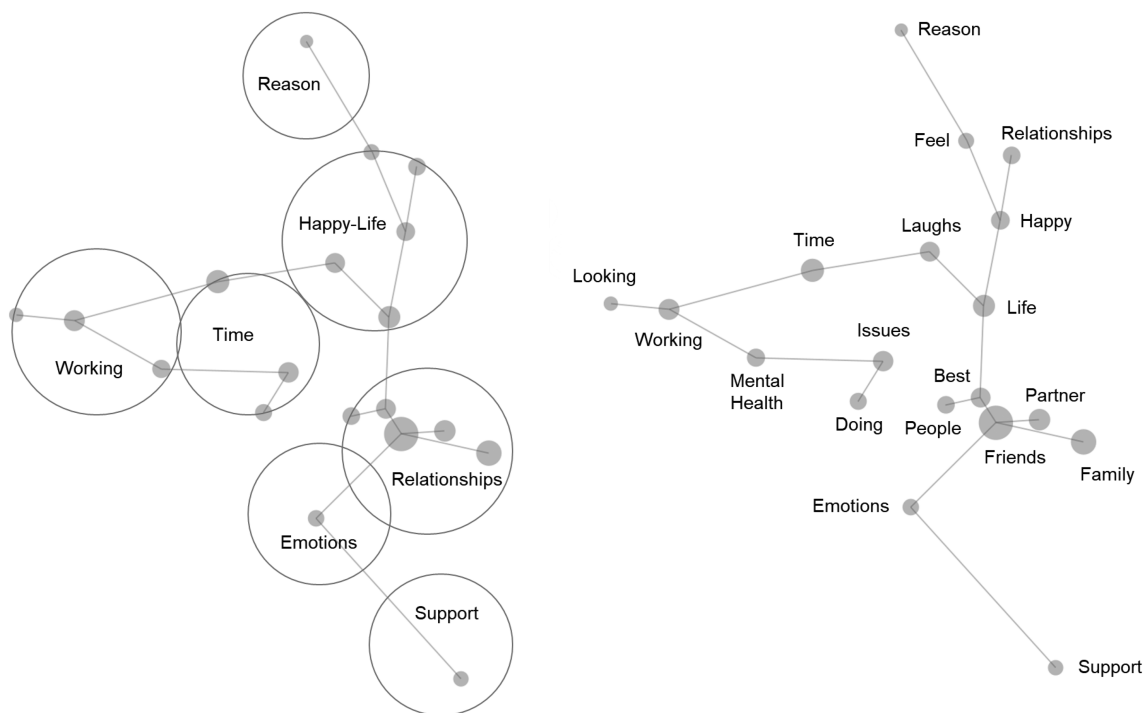 Reason
Happy-Life
Time
Working
Relationships
Emotions
Support
Reason
Feel
Relationships
Happy
Laughs
Time
Looking
Life
Working
Issues
Mental
Health
Doing
Best
Partner
People
Friends
Family
Emotions
Support